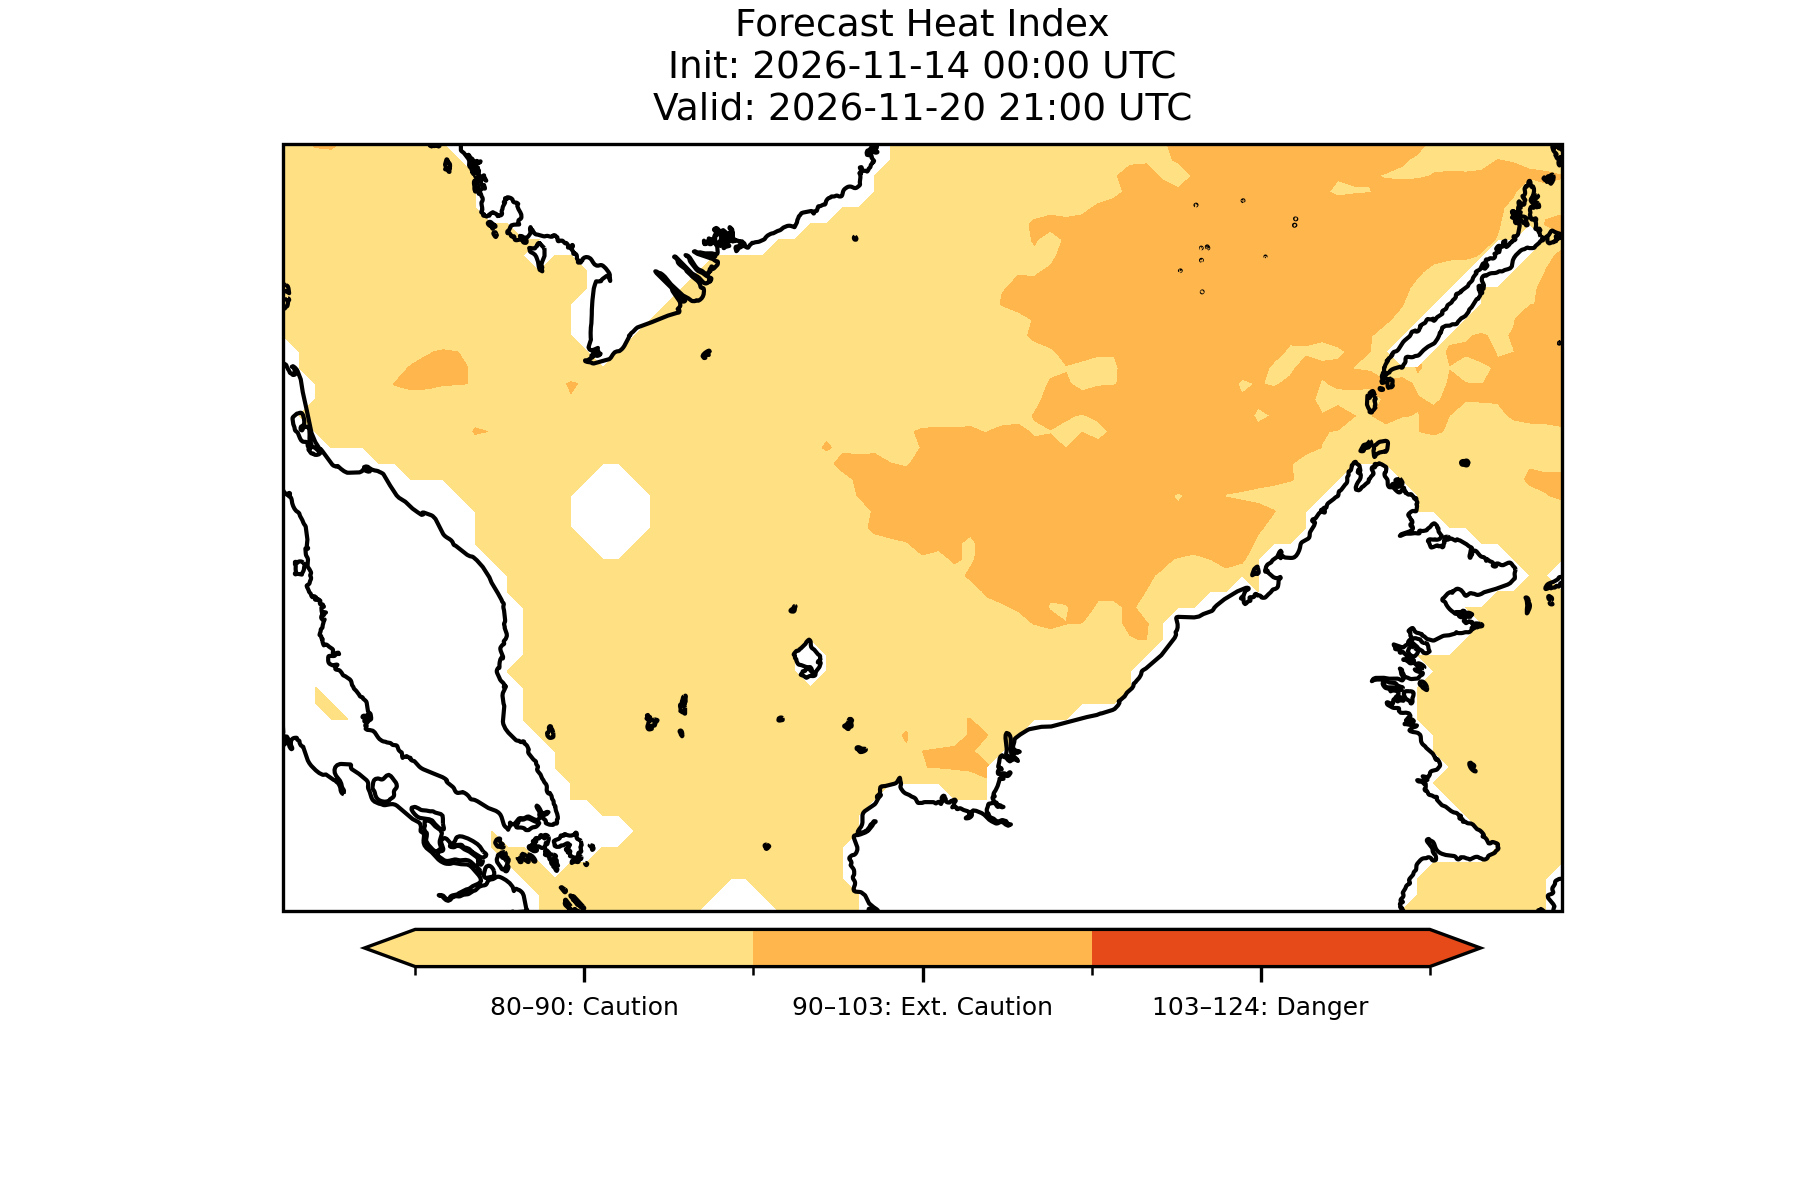 Forecast Heat Index
Init: 2026-11-14 00:00 UTC
Valid: 2026-11-20 21:00 UTC
80–90: Caution
90–103: Ext. Caution
103–124: Danger